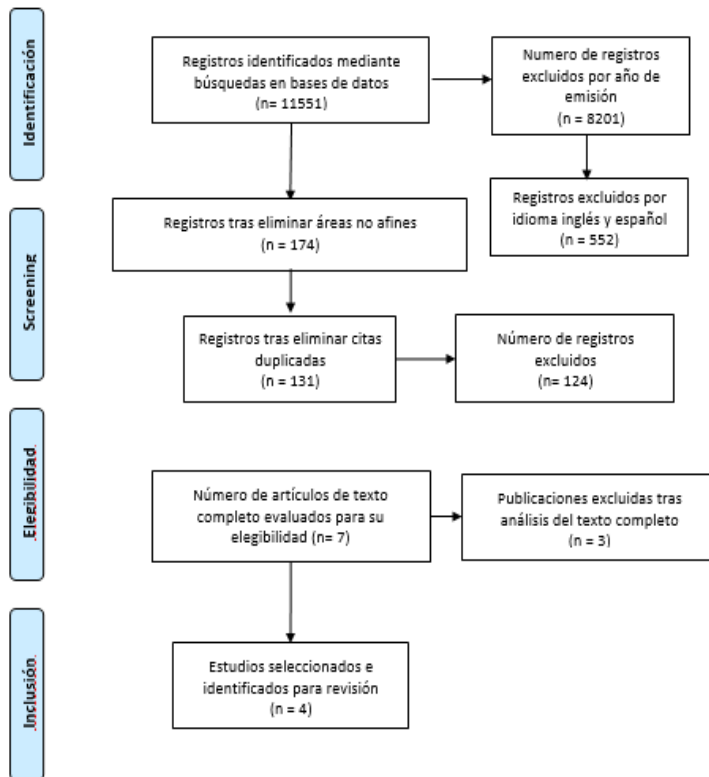 Identificación
Registros identificados mediante
búsquedas en bases de datos
(n= 11551)
Numero de registros
excluidos por año de
emisión
(n = 8201)
Registros excluidos por
idioma inglés y español
(n = 552)
Screening
Registros tras eliminar áreas no afines
(n = 174)
Registros tras eliminar citas
duplicadas
(n = 131)
Número de registros
excluidos
(n= 124)
Elegibilidad
Número de artículos de texto
completo evaluados para su
elegibilidad (n= 7)
Publicaciones excluidas tras
análisis del texto completo
(n = 3)
Inclusión
Estudios seleccionados e
identificados para revisión
(n = 4)